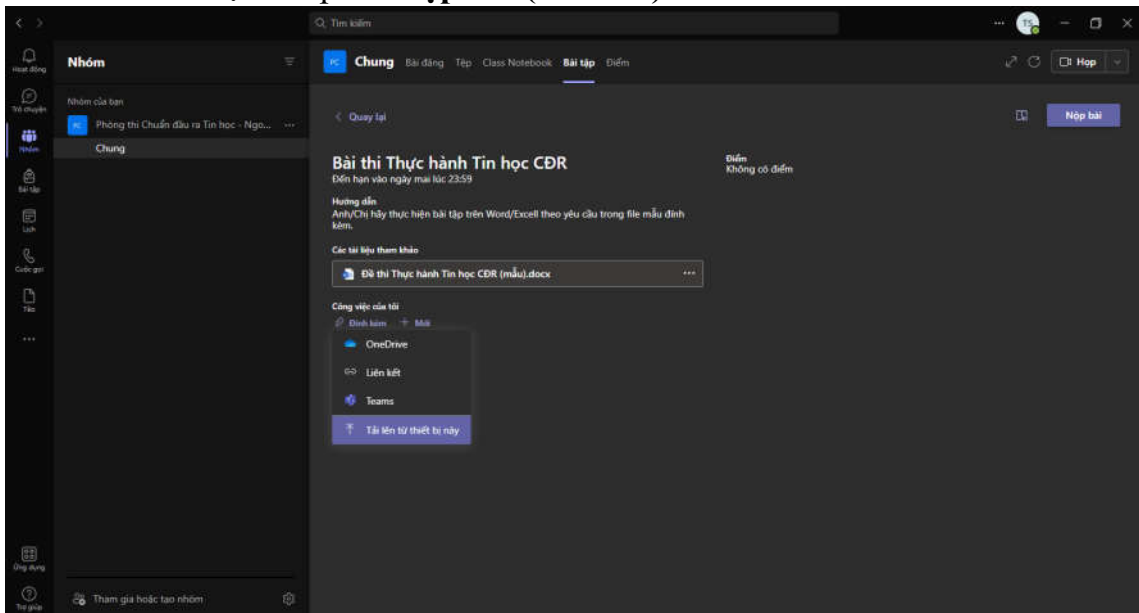 Tìm kiếm
TS
Hoạt động
Nhóm
PC
Chung
Bài đăng
Tệp
Class Notebook
Bài tập
Điểm
Họp
Trò chuyện
Nhóm của bạn
PC
Phòng thi Chuẩn đầu ra Tin học - Ngo...
Chung
Nhóm
Quay lại
Nộp bài
Bài thi Thực hành Tin học CĐR
Đến hạn vào ngày mai lúc 23:59
Điểm
Không có điểm
Bài tập
Hướng dẫn
Anh/Chị hãy thực hiện bài tập trên Word/Excell theo yêu cầu trong file mẫu đính
kèm.
Lịch
Các tài liệu tham khảo
Cuộc gọi
Đề thi Thực hành Tin học CĐR (mẫu).docx
Tệp
Công việc của tôi
Đính kèm
Mới
OneDrive
Liên kết
Teams
Tải lên từ thiết bị này
Ứng dụng
Trợ giúp
Tham gia hoặc tạo nhóm